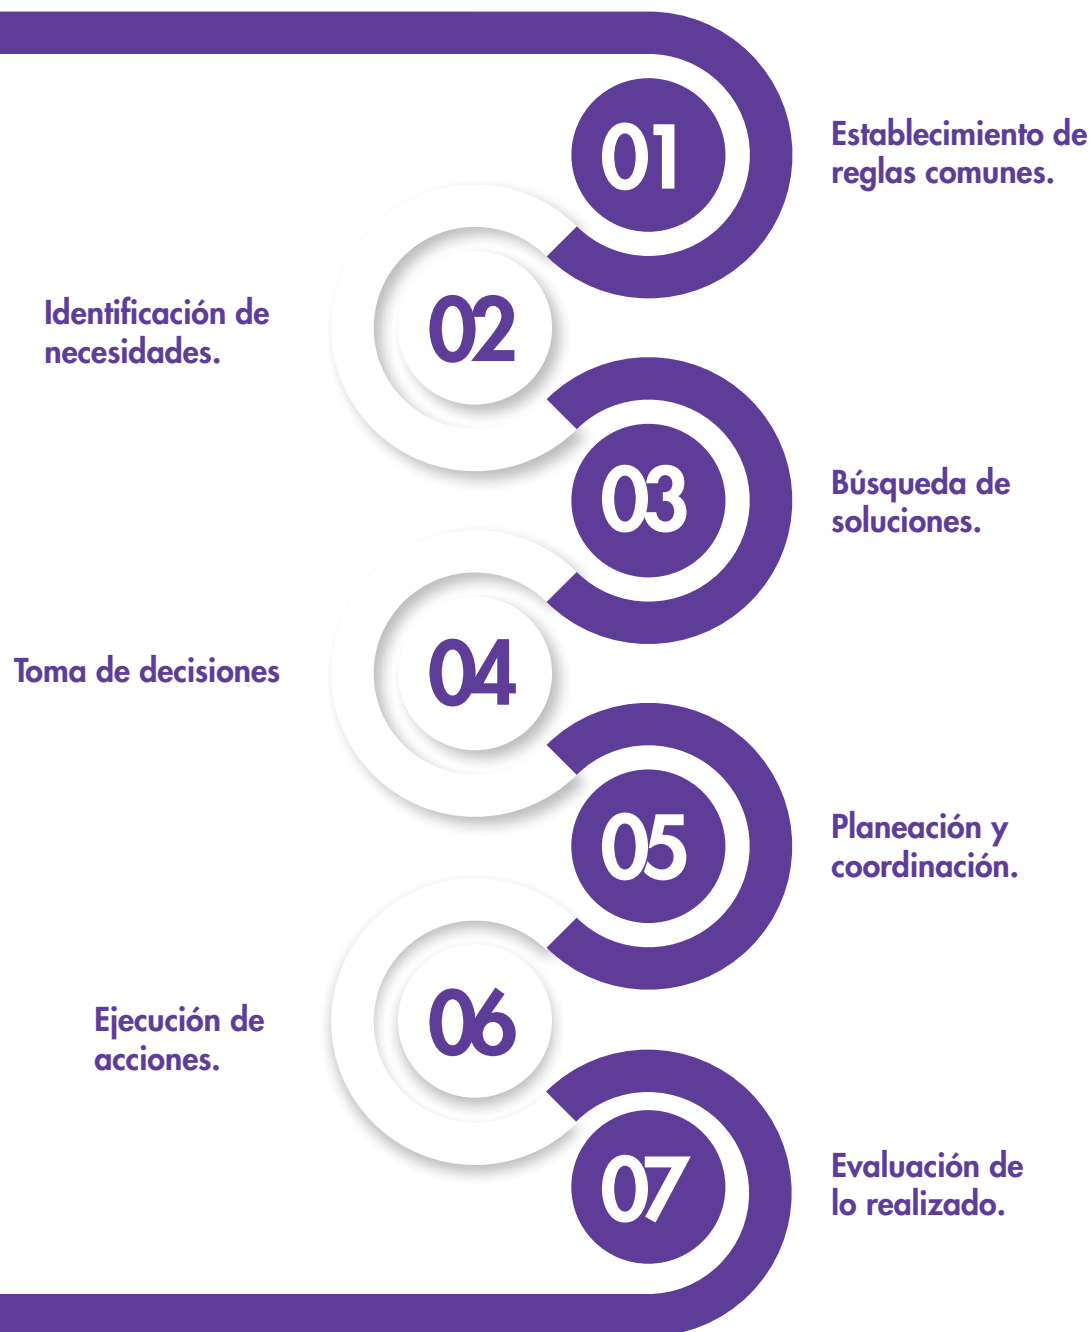 01
Establecimiento de
reglas comunes.
02
Identificación de
necesidades.
03
Búsqueda de
soluciones.
04
Toma de decisiones
05
Planeación y
coordinación.
06
Ejecución de
acciones.
07
Evaluación de
lo realizado.